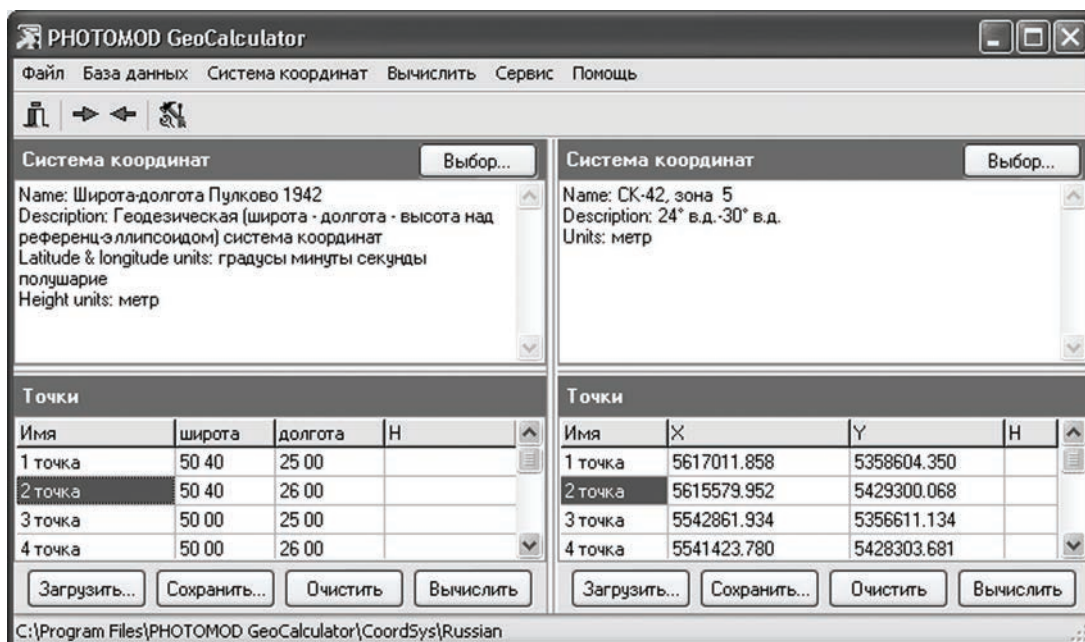 PHOTOMOD GeoCalculator
Файл База данных Система координат Вычислить Сервис Помощь
Система координат Выбор...
Name: Широта-долгота Пулково 1942
Description: Геодезическая (широта - долгота - высота над
референц-эллипсоидом) система координат
Latitude & longitude units: градусы минуты секунды
полушарие
Height units: метр
Система координат Выбор...
Name: СК-42, зона 5
Description: 24° в.д.-30° в.д.
Units: метр
Точки
Имя широта долгота H
1 точка 50 40 25 00
2 точка 50 40 26 00
3 точка 50 00 25 00
4 точка 50 00 26 00
Загрузить... Сохранить... Очистить Вычислить
Точки
Имя X Y H
1 точка 5617011.858 5358604.350
2 точка 5615579.952 5429300.068
3 точка 5542861.934 5356611.134
4 точка 5541423.780 5428303.681
Загрузить... Сохранить... Очистить Вычислить
C:\Program Files\PHOTOMOD GeoCalculator\CoordSys\Russian